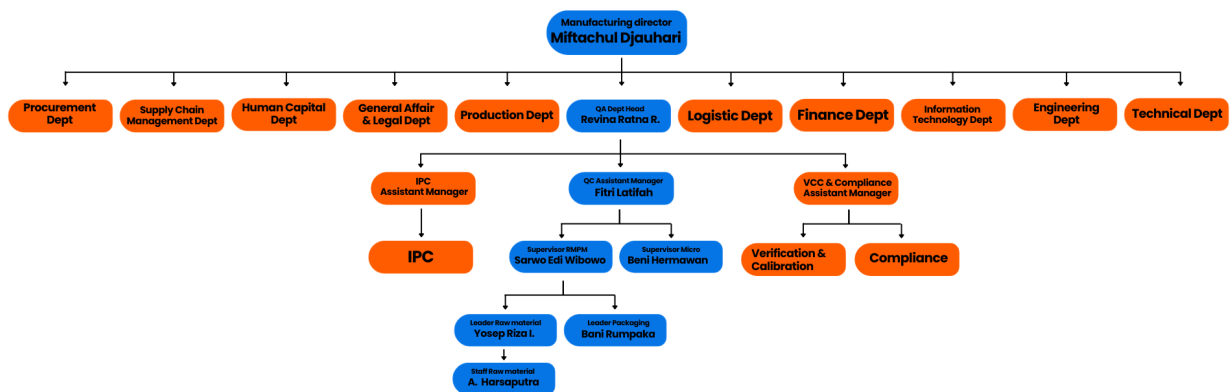 Manufacturing director
Miftachul Djauhari
Procurement
Dept
Supply Chain
Management Dept
Human Capital
Dept
General Affair
& Legal Dept
Production Dept
QA Dept Head
Revina Ratna R.
Logistic Dept
Finance Dept
Information
Technology Dept
Engineering
Dept
Technical Dept
IPC
Assistant Manager
QC Assistant Manager
Fitri Latifah
VCC & Compliance
Assistant Manager
IPC
Supervisor RMPM
Sarwo Edi Wibowo
Supervisor Micro
Beni Hermawan
Verification &
Calibration
Compliance
Leader Raw material
Yosep Riza I.
Leader Packaging
Bani Rumpaka
Staff Raw material
A. Harsaputra